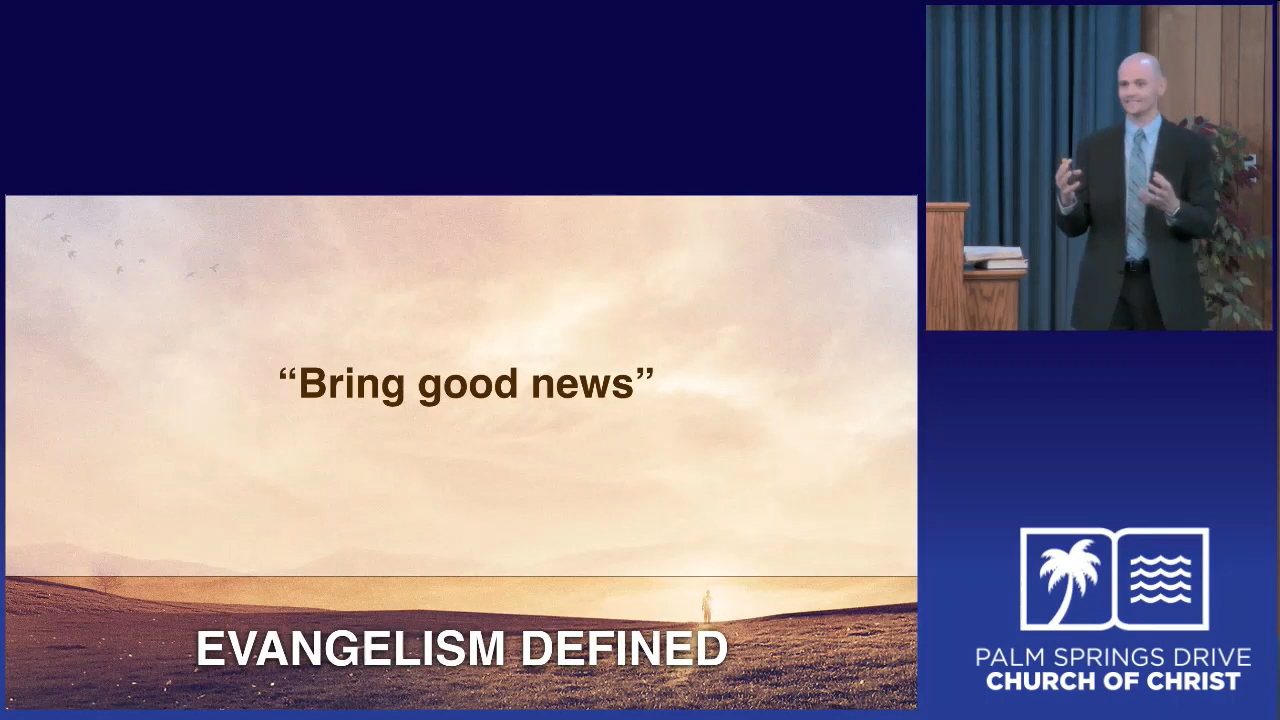 “Bring good news”
EVANGELISM DEFINED
PALM SPRINGS DRIVE
CHURCH OF CHRIST